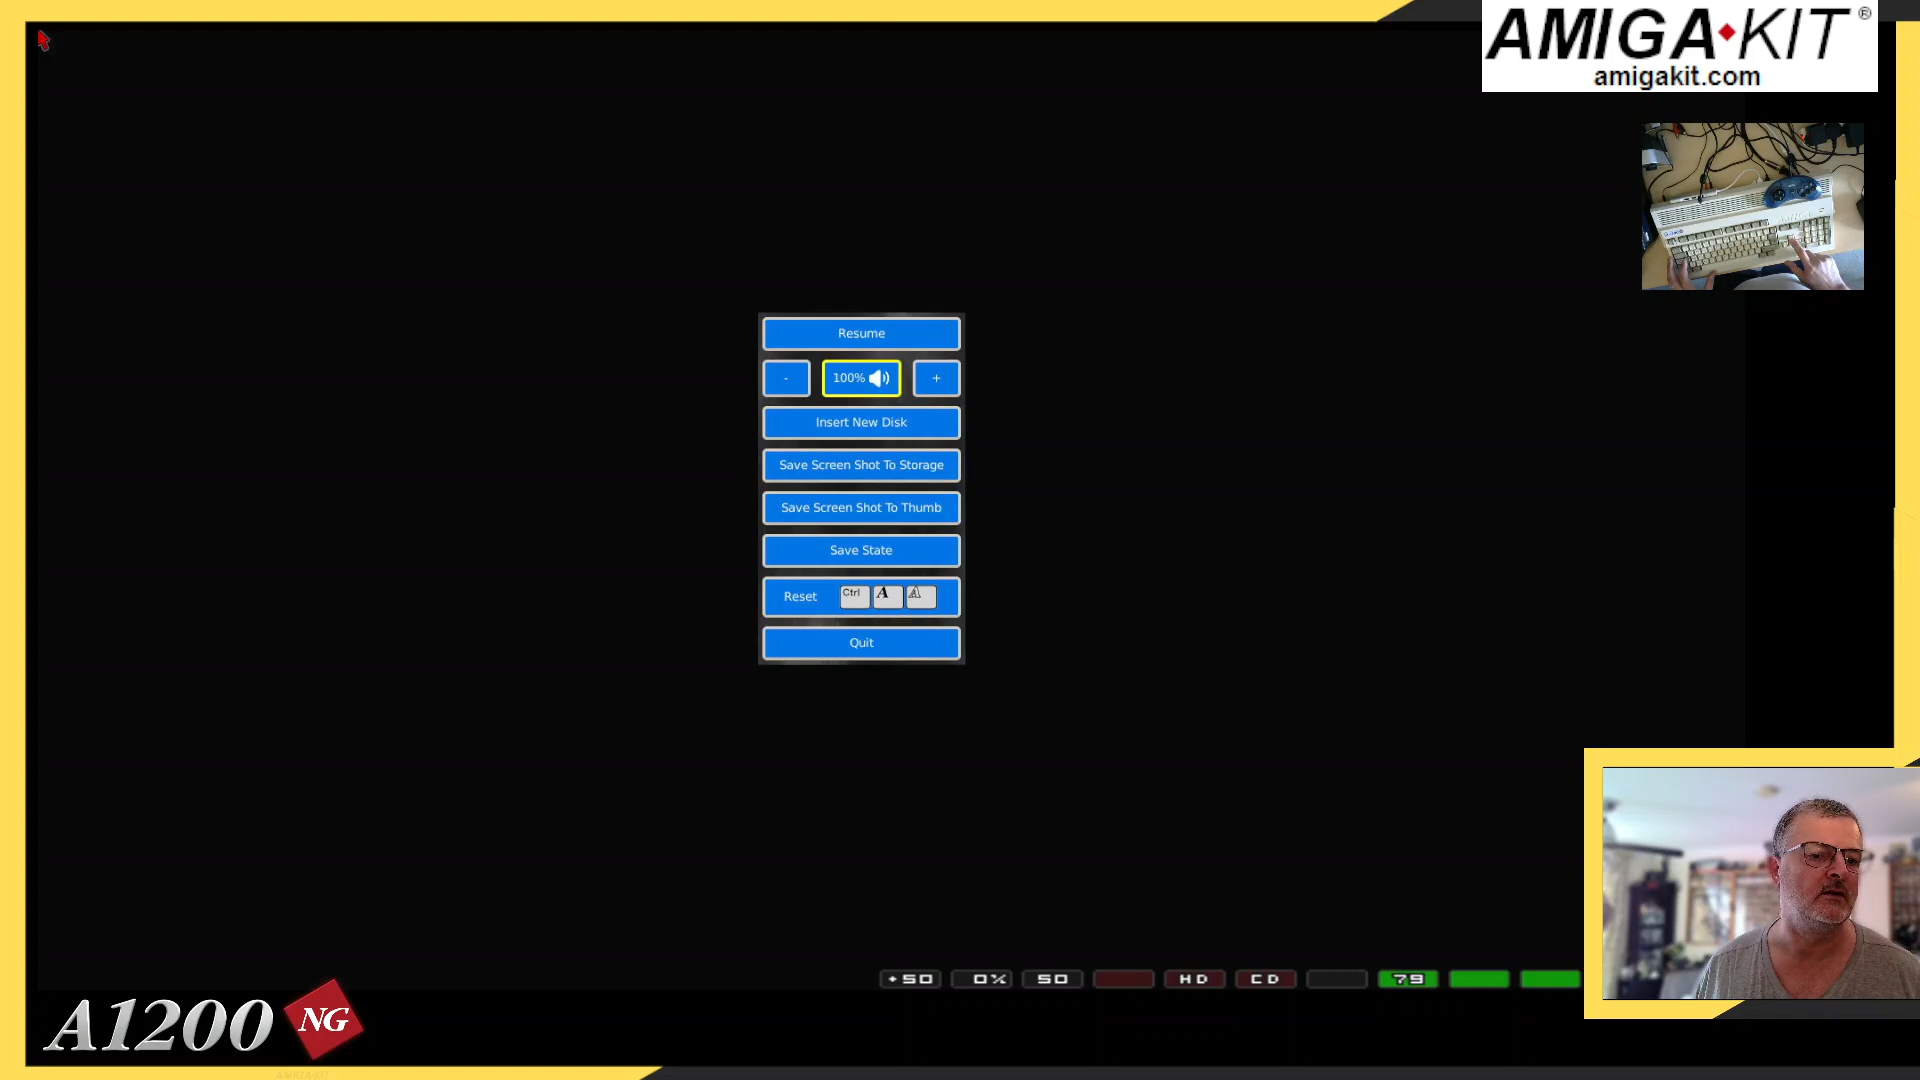 AMIGA KIT ®
amigakit.com
Resume
- 100% +
Insert New Disk
Save Screen Shot To Storage
Save Screen Shot To Thumb
Save State
Reset Ctrl A A
Quit
+50 0% 50 HD CD 79
A1200 NG